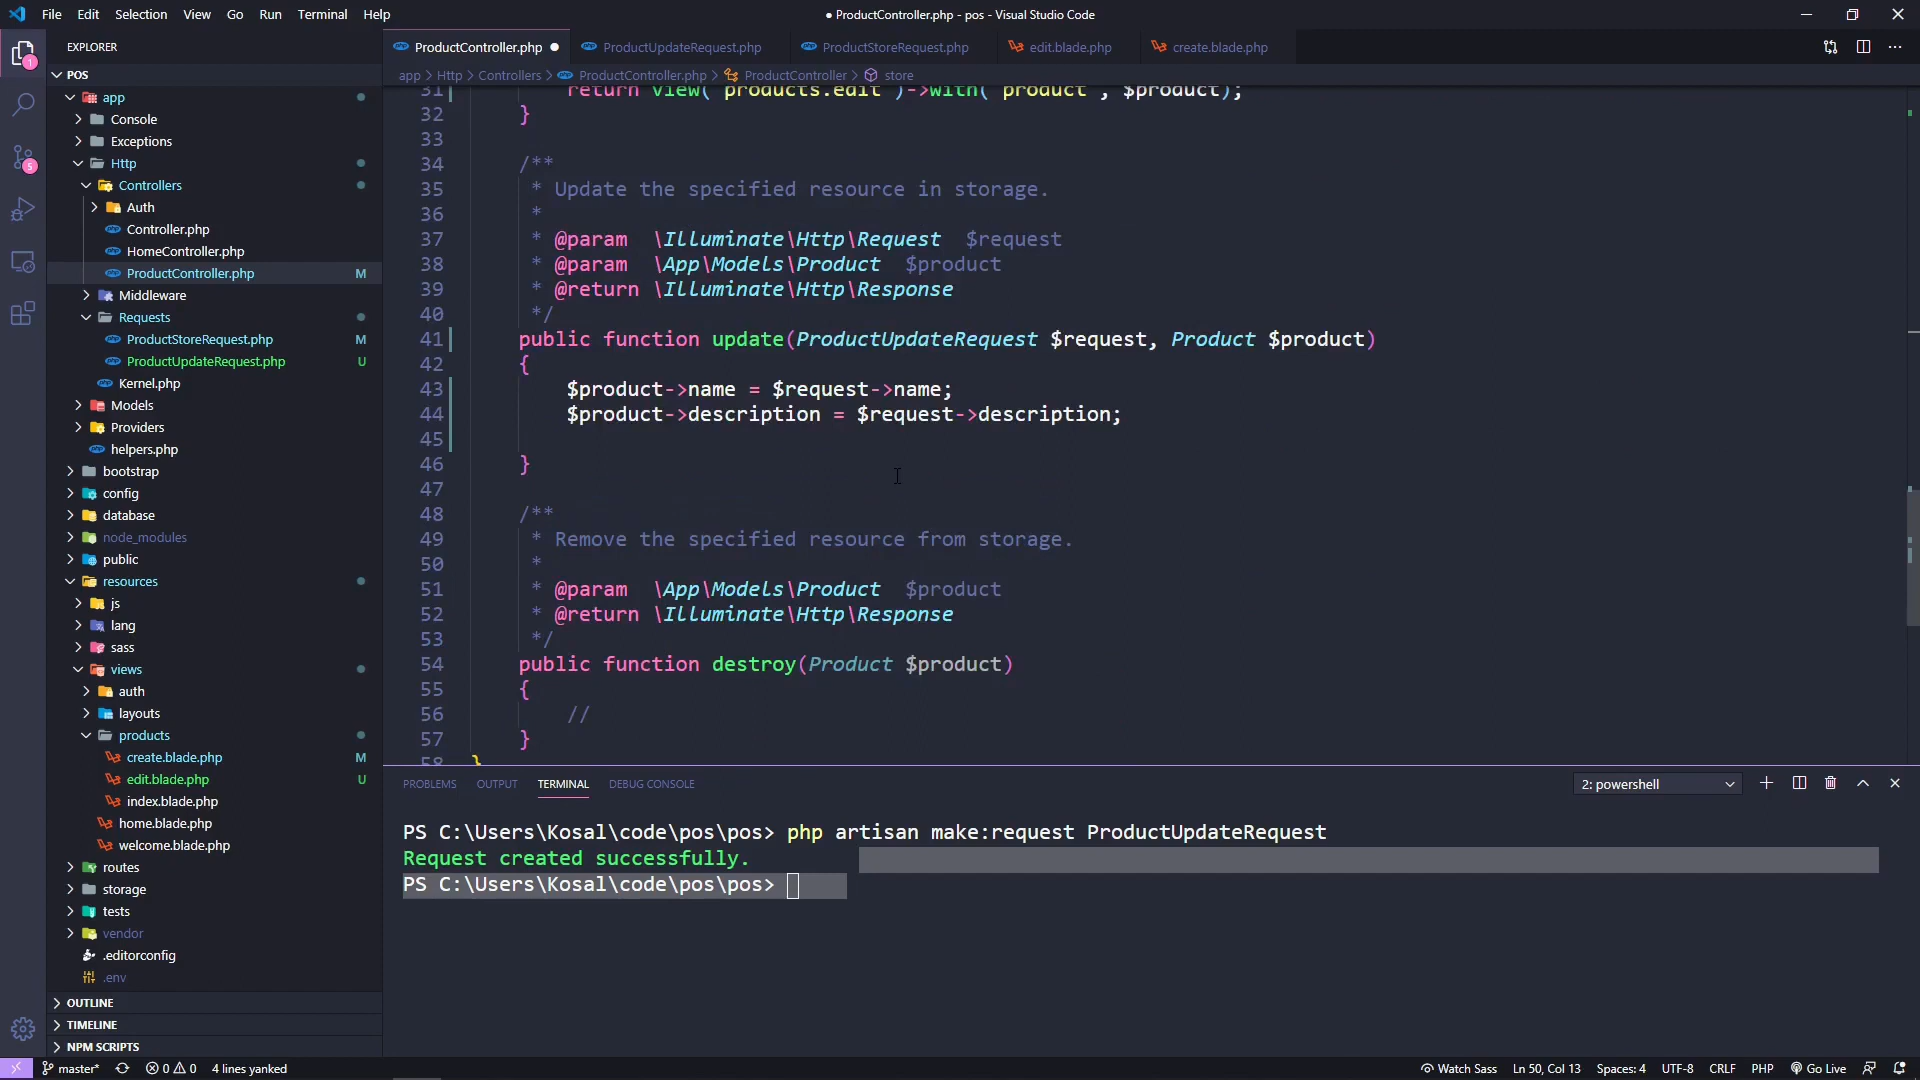 File Edit Selection View Go Run Terminal Help
● ProductController.php - pos - Visual Studio Code
EXPLORER
POS
app
Console
Exceptions
Http
Controllers
Auth
Controller.php
HomeController.php
ProductController.php M
Middleware
Requests
ProductStoreRequest.php M
ProductUpdateRequest.php U
Kernel.php
Models
Providers
helpers.php
bootstrap
config
database
node_modules
public
resources
js
lang
sass
views
auth
layouts
products
create.blade.php M
edit.blade.php U
index.blade.php
home.blade.php
welcome.blade.php
routes
storage
tests
vendor
.editorconfig
.env
OUTLINE
TIMELINE
NPM SCRIPTS
1
5
ProductController.php ● ProductUpdateRequest.php ProductStoreRequest.php edit.blade.php create.blade.php
app > Http > Controllers > ProductController.php > ProductController > store
31 return view('products.edit')->with('product', $product);
32 }
33
34 /**
35 * Update the specified resource in storage.
36 *
37 * @param \Illuminate\Http\Request $request
38 * @param \App\Models\Product $product
39 * @return \Illuminate\Http\Response
40 */
41 public function update(ProductUpdateRequest $request, Product $product)
42 {
43 $product->name = $request->name;
44 $product->description = $request->description;
45
46 }
47
48 /**
49 * Remove the specified resource from storage.
50 *
51 * @param \App\Models\Product $product
52 * @return \Illuminate\Http\Response
53 */
54 public function destroy(Product $product)
55 {
56 //
57 }
58 }
PROBLEMS OUTPUT TERMINAL DEBUG CONSOLE
2: powershell
PS C:\Users\Kosal\code\pos\pos> php artisan make:request ProductUpdateRequest
Request created successfully.
PS C:\Users\Kosal\code\pos\pos>
master* 0 0 4 lines yanked
Watch Sass Ln 50, Col 13 Spaces: 4 UTF-8 CRLF PHP Go Live